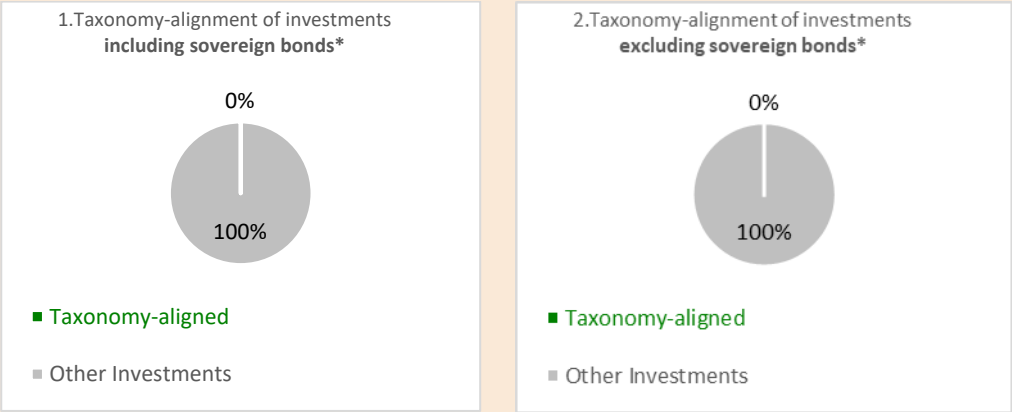 1.Taxonomy-alignment of investments
including sovereign bonds*
0%
100%
Taxonomy-aligned
Other Investments
2.Taxonomy-alignment of investments
excluding sovereign bonds*
0%
100%
Taxonomy-aligned
Other Investments